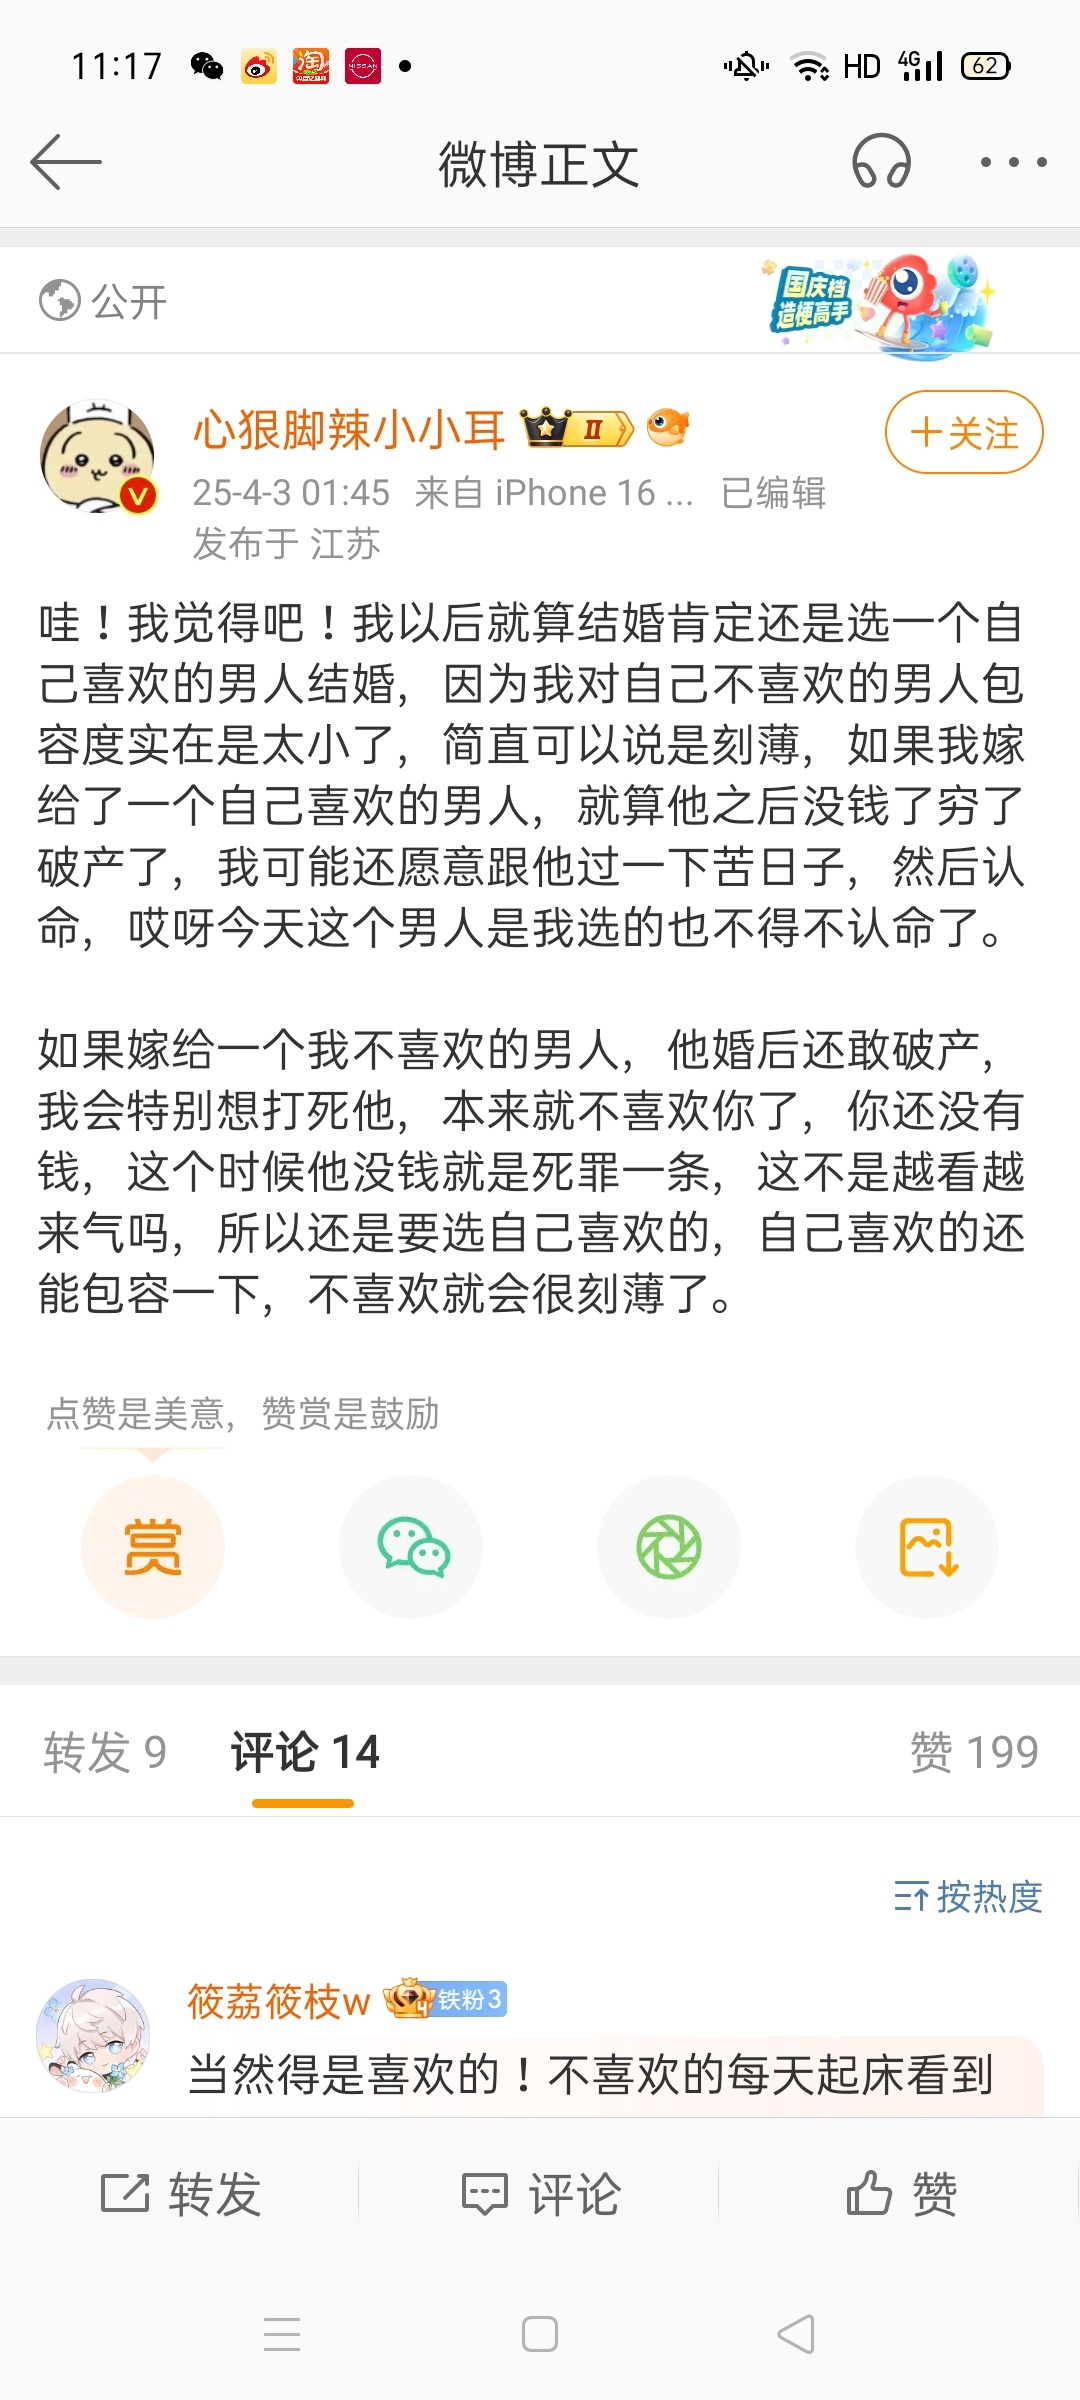 11:17
淘
NISSAN
HD 4G 62
微博正文
公开
国庆档
造梗高手
心狠脚辣小小耳 II
+关注
25-4-3 01:45 来自 iPhone 16 ... 已编辑
发布于 江苏
哇！我觉得吧！我以后就算结婚肯定还是选一个自
己喜欢的男人结婚，因为我对自己不喜欢的男人包
容度实在是太小了，简直可以说是刻薄，如果我嫁
给了一个自己喜欢的男人，就算他之后没钱了穷了
破产了，我可能还愿意跟他过一下苦日子，然后认
命，哎呀今天这个男人是我选的也不得不认命了。
如果嫁给一个我不喜欢的男人，他婚后还敢破产，
我会特别想打死他，本来就不喜欢你了，你还没有
钱，这个时候他没钱就是死罪一条，这不是越看越
来气吗，所以还是要选自己喜欢的，自己喜欢的还
能包容一下，不喜欢就会很刻薄了。
点赞是美意，赞赏是鼓励
赏
转发 9 评论 14 赞 199
按热度
筱荔筱枝w 铁粉3
当然得是喜欢的！不喜欢的每天起床看到
转发 评论 赞